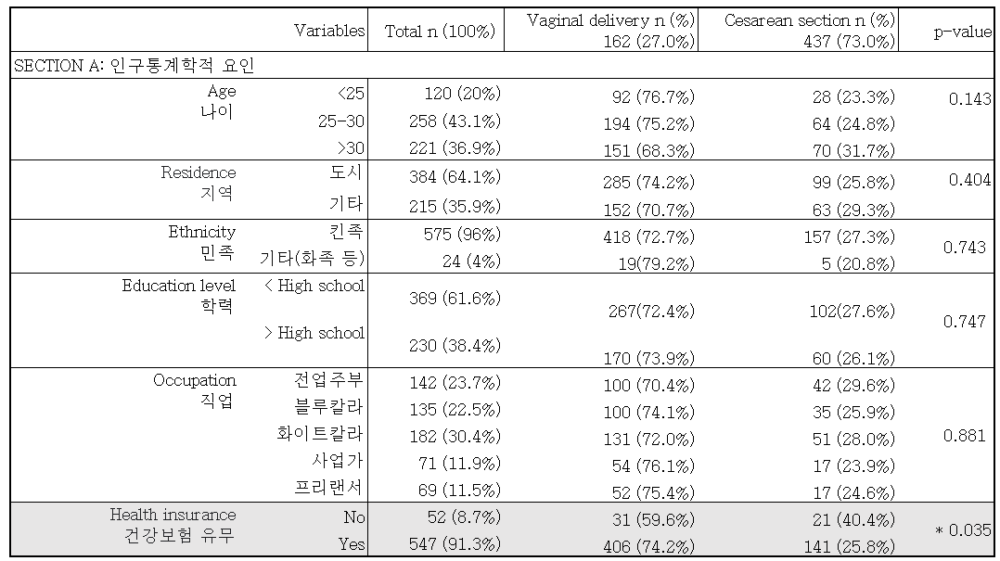 Variables Total n (100%) Vaginal delivery n (%) Cesarean section n (%) p-value
162 (27.0%) 437 (73.0%)
SECTION A: 인구통계학적 요인
Age <25 120 (20%) 92 (76.7%) 28 (23.3%) 0.143
나이 25-30 258 (43.1%) 194 (75.2%) 64 (24.8%)
>30 221 (36.9%) 151 (68.3%) 70 (31.7%)
Residence 도시 384 (64.1%) 285 (74.2%) 99 (25.8%) 0.404
지역 기타 215 (35.9%) 152 (70.7%) 63 (29.3%)
Ethnicity 킨족 575 (96%) 418 (72.7%) 157 (27.3%) 0.743
민족 기타(화족 등) 24 (4%) 19(79.2%) 5 (20.8%)
Education level < High school 369 (61.6%) 267(72.4%) 102(27.6%) 0.747
학력 > High school 230 (38.4%) 170 (73.9%) 60 (26.1%)
Occupation 전업주부 142 (23.7%) 100 (70.4%) 42 (29.6%)
직업 블루칼라 135 (22.5%) 100 (74.1%) 35 (25.9%)
화이트칼라 182 (30.4%) 131 (72.0%) 51 (28.0%) 0.881
사업가 71 (11.9%) 54 (76.1%) 17 (23.9%)
프리랜서 69 (11.5%) 52 (75.4%) 17 (24.6%)
Health insurance No 52 (8.7%) 31 (59.6%) 21 (40.4%) * 0.035
건강보험 유무 Yes 547 (91.3%) 406 (74.2%) 141 (25.8%)